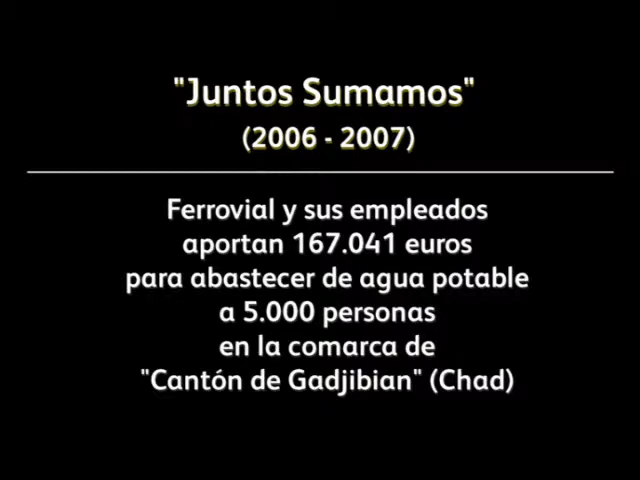 "Juntos Sumamos"
(2006 - 2007)
Ferrovial y sus empleados
aportan 167.041 euros
para abastecer de agua potable
a 5.000 personas
en la comarca de
"Cantón de Gadjibian" (Chad)